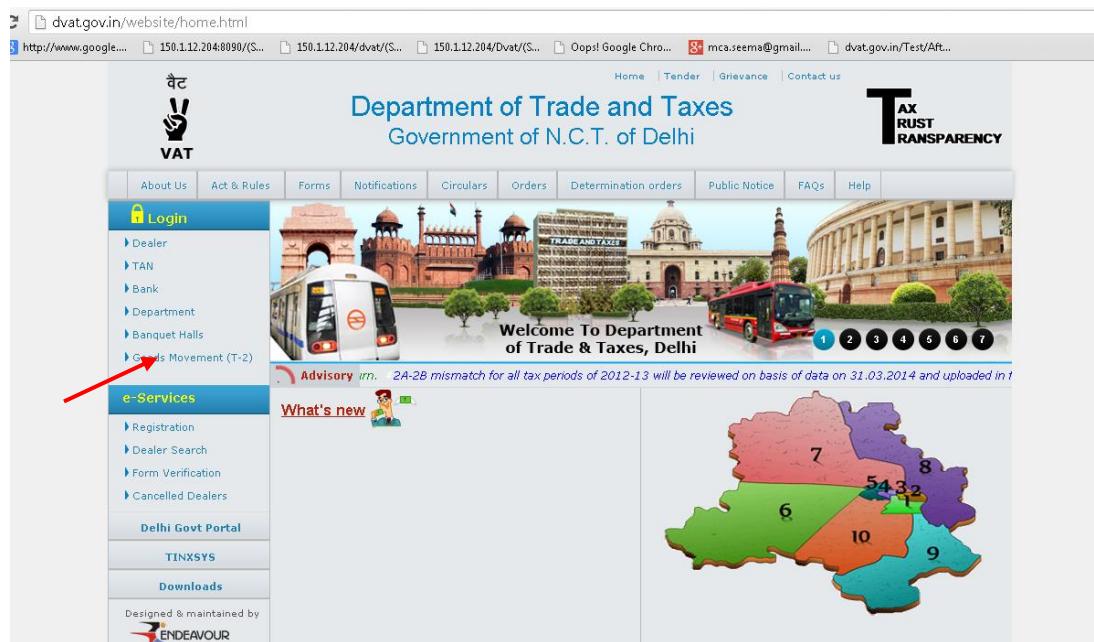 dvat.gov.in/website/home.html
http://www.google.... 150.1.12.204:8090/(S... 150.1.12.204/dvat/(S... 150.1.12.204/Dvat/(S... Oops! Google Chro... mca.seema@gmail.... dvat.gov.in/Test/Aft...
वैट
VAT
Home Tender Grievance Contact us
Department of Trade and Taxes
Government of N.C.T. of Delhi
TAX
TRUST
TRANSPARENCY
About Us Act & Rules Forms Notifications Circulars Orders Determination orders Public Notice FAQs Help
Login
Dealer
TAN
Bank
Department
Banquet Halls
Goods Movement (T-2)
TRADE AND TAXES
Welcome To Department
of Trade & Taxes, Delhi
1 2 3 4 5 6 7
Advisory rn. 2A-2B mismatch for all tax periods of 2012-13 will be reviewed on basis of data on 31.03.2014 and uploaded in
e-Services
Registration
Dealer Search
Form Verification
Cancelled Dealers
Delhi Govt Portal
TINXSYS
Downloads
Designed & maintained by
ENDEAVOUR
What's new
7
8
5 4 3 2
1
6
10
9